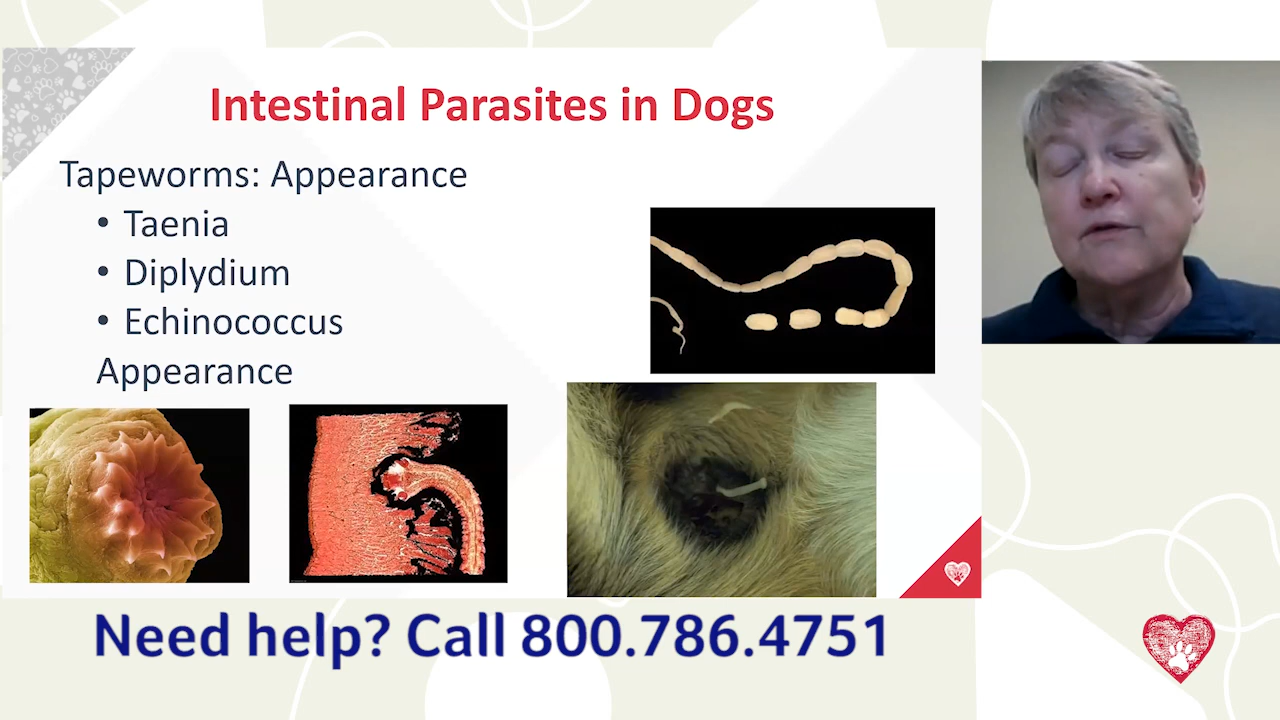 Intestinal Parasites in Dogs
Tapeworms: Appearance
• Taenia
• Diplydium
• Echinococcus
Appearance
Need help? Call 800.786.4751